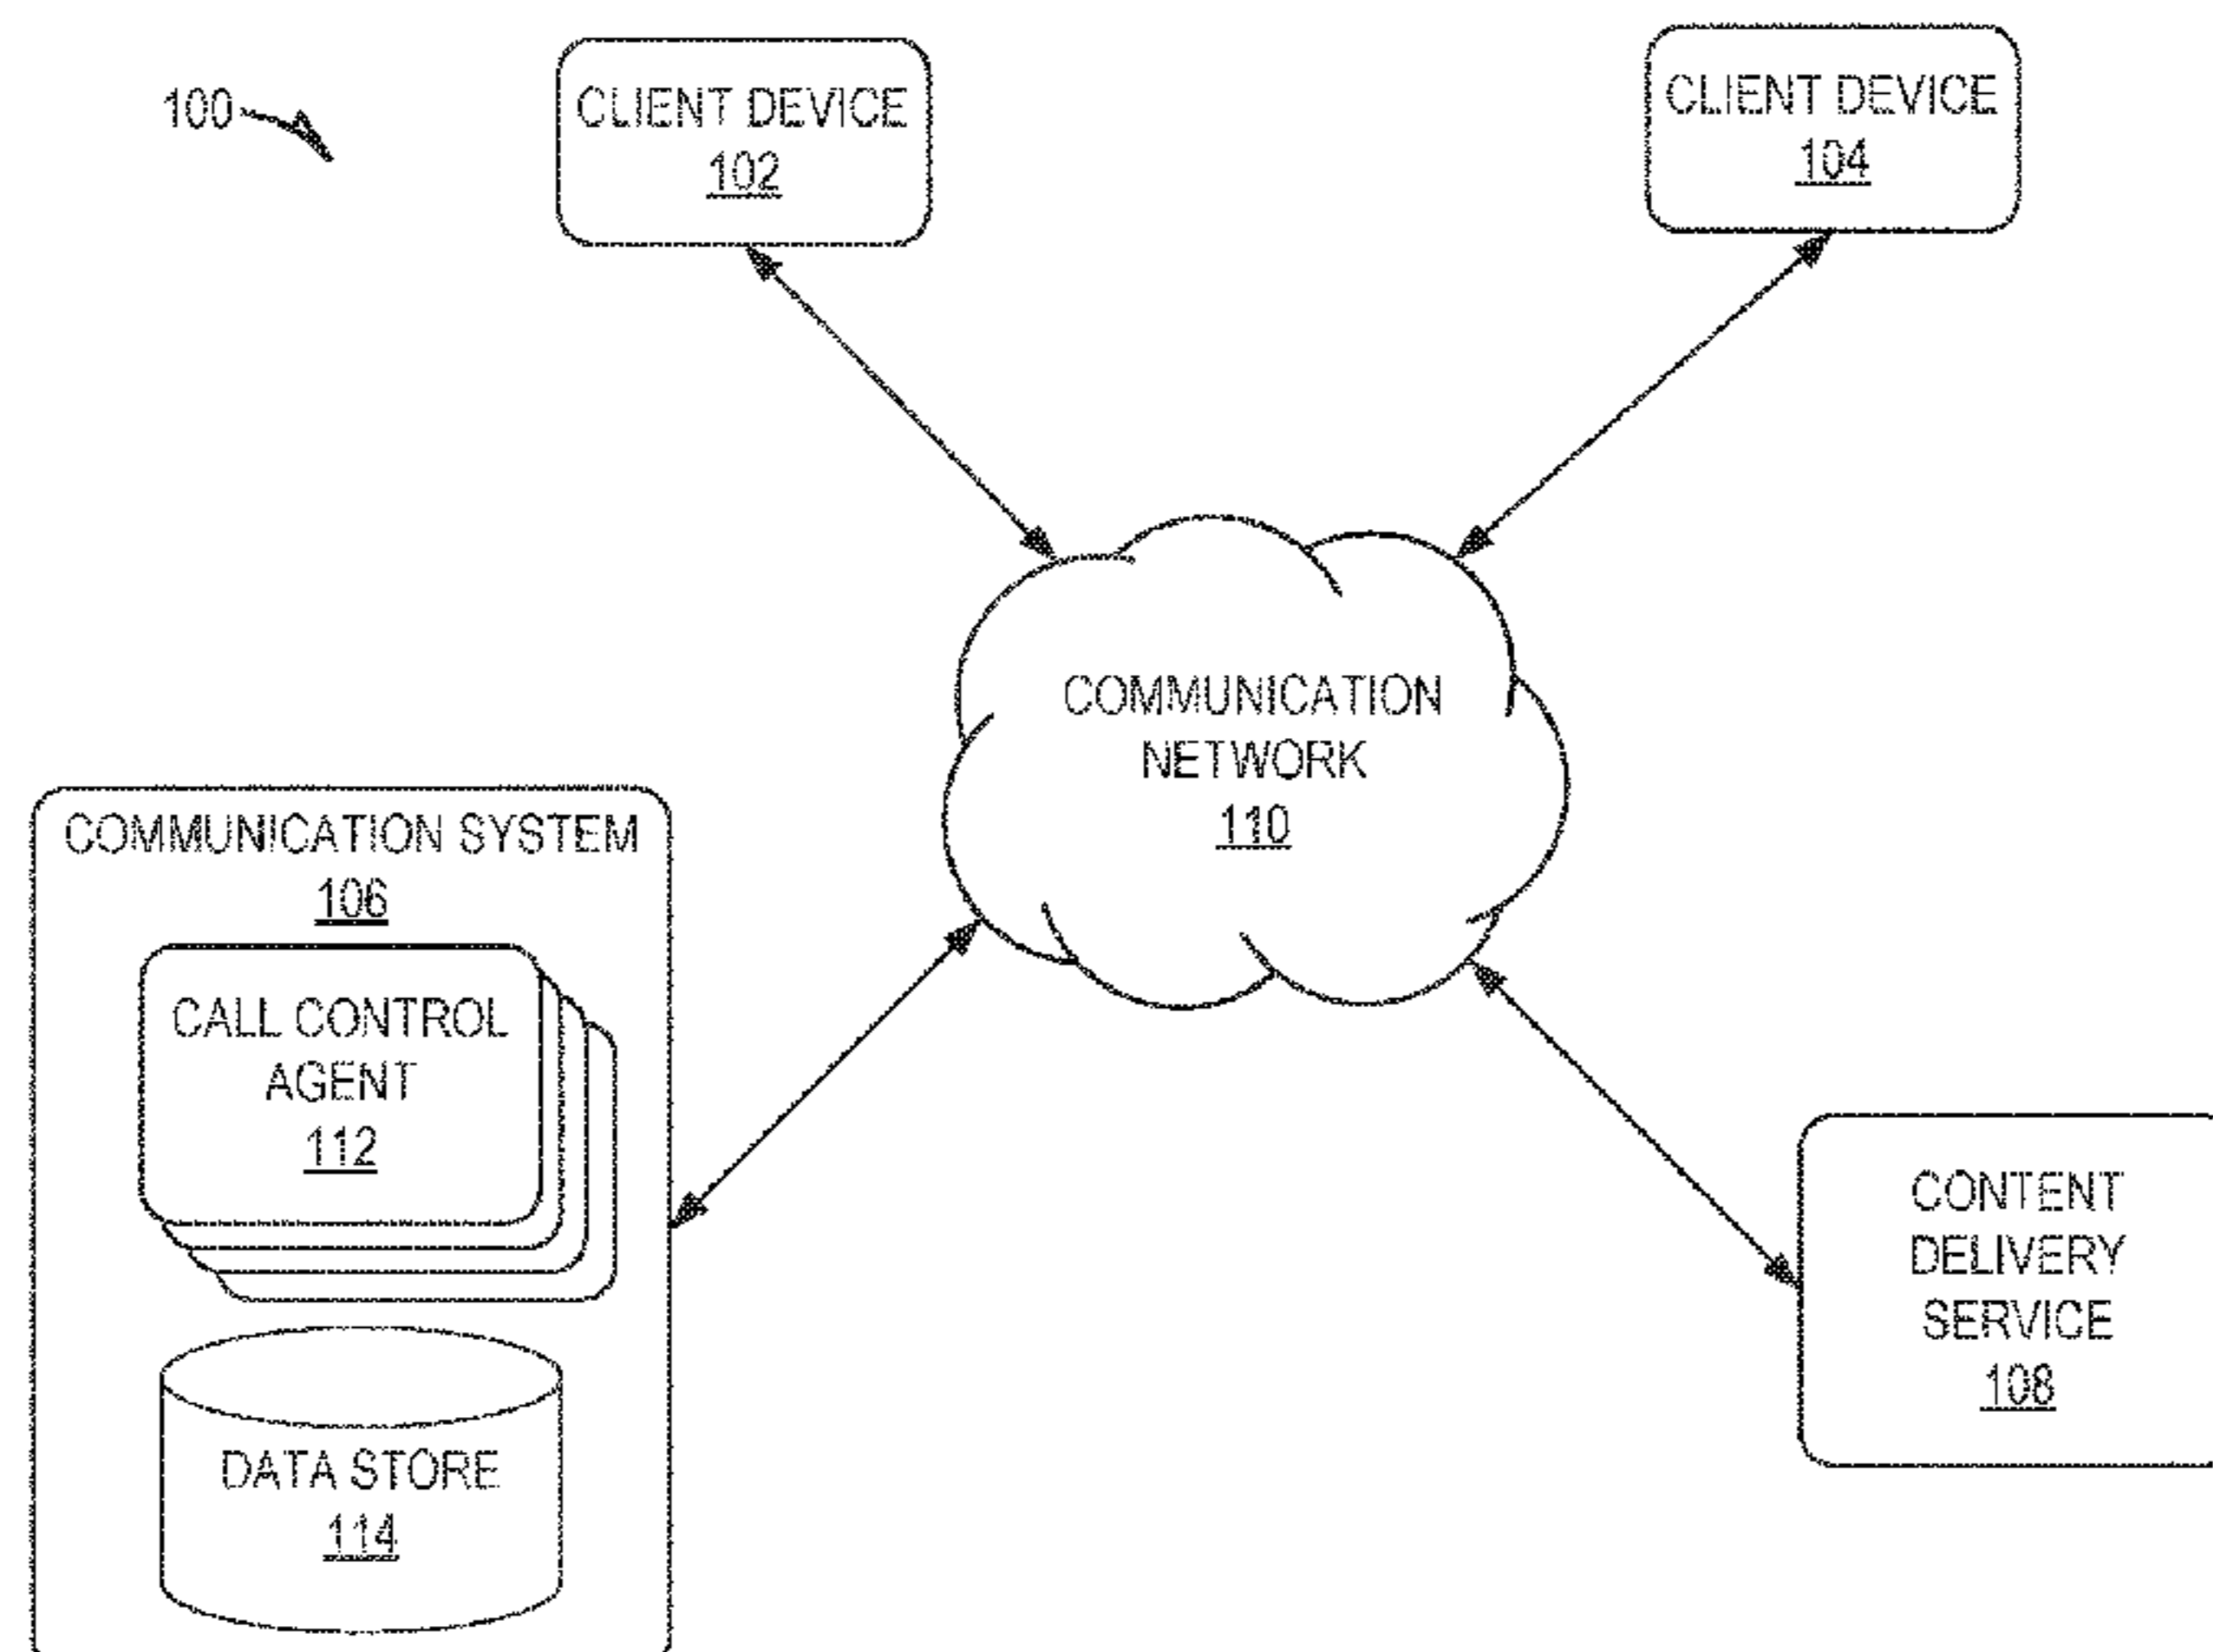 100
CLIENT DEVICE
102
CLIENT DEVICE
104
COMMUNICATION
NETWORK
110
COMMUNICATION SYSTEM
106
CALL CONTROL
AGENT
112
DATA STORE
114
CONTENT
DELIVERY
SERVICE
108